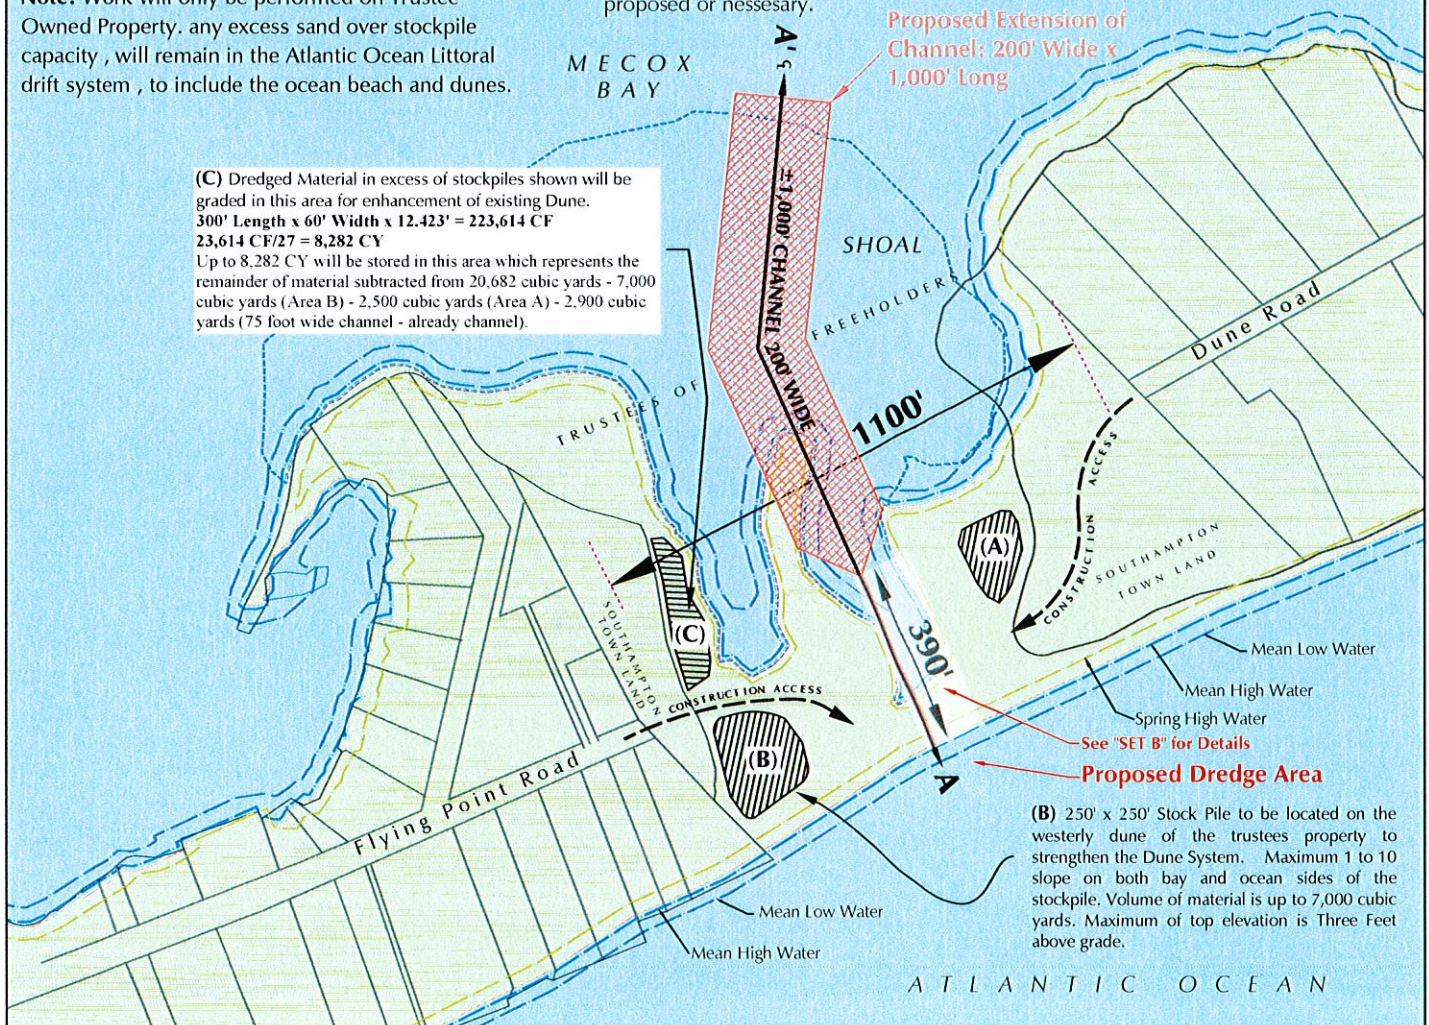 Note: Work will only be performed on Trustee
Owned Property. any excess sand over stockpile
capacity , will remain in the Atlantic Ocean Littoral
drift system , to include the ocean beach and dunes.
proposed or nessesary.
MECOX
BAY
A' ℄
Proposed Extension of
Channel: 200' Wide x
1,000' Long
(C) Dredged Material in excess of stockpiles shown will be
graded in this area for enhancement of existing Dune.
300' Length x 60' Width x 12.423' = 223,614 CF
23,614 CF/27 = 8,282 CY
Up to 8,282 CY will be stored in this area which represents the
remainder of material subtracted from 20,682 cubic yards - 7,000
cubic yards (Area B) - 2,500 cubic yards (Area A) - 2,900 cubic
yards (75 foot wide channel - already channel).
±1,000' CHANNEL 200' WIDE
SHOAL
TRUSTEES OF FREEHOLDERS
Dune Road
1100'
CONSTRUCTION ACCESS
(A)
SOUTHAMPTON
TOWN LAND
SOUTHAMPTON
TOWN LAND
(C)
390'
CONSTRUCTION ACCESS
Mean Low Water
Mean High Water
Spring High Water
See "SET B" for Details
Proposed Dredge Area
(B)
A
Flying Point Road
(B) 250' x 250' Stock Pile to be located on the
westerly dune of the trustees property to
strengthen the Dune System. Maximum 1 to 10
slope on both bay and ocean sides of the
stockpile. Volume of material is up to 7,000 cubic
yards. Maximum of top elevation is Three Feet
above grade.
Mean Low Water
Mean High Water
ATLANTIC OCEAN